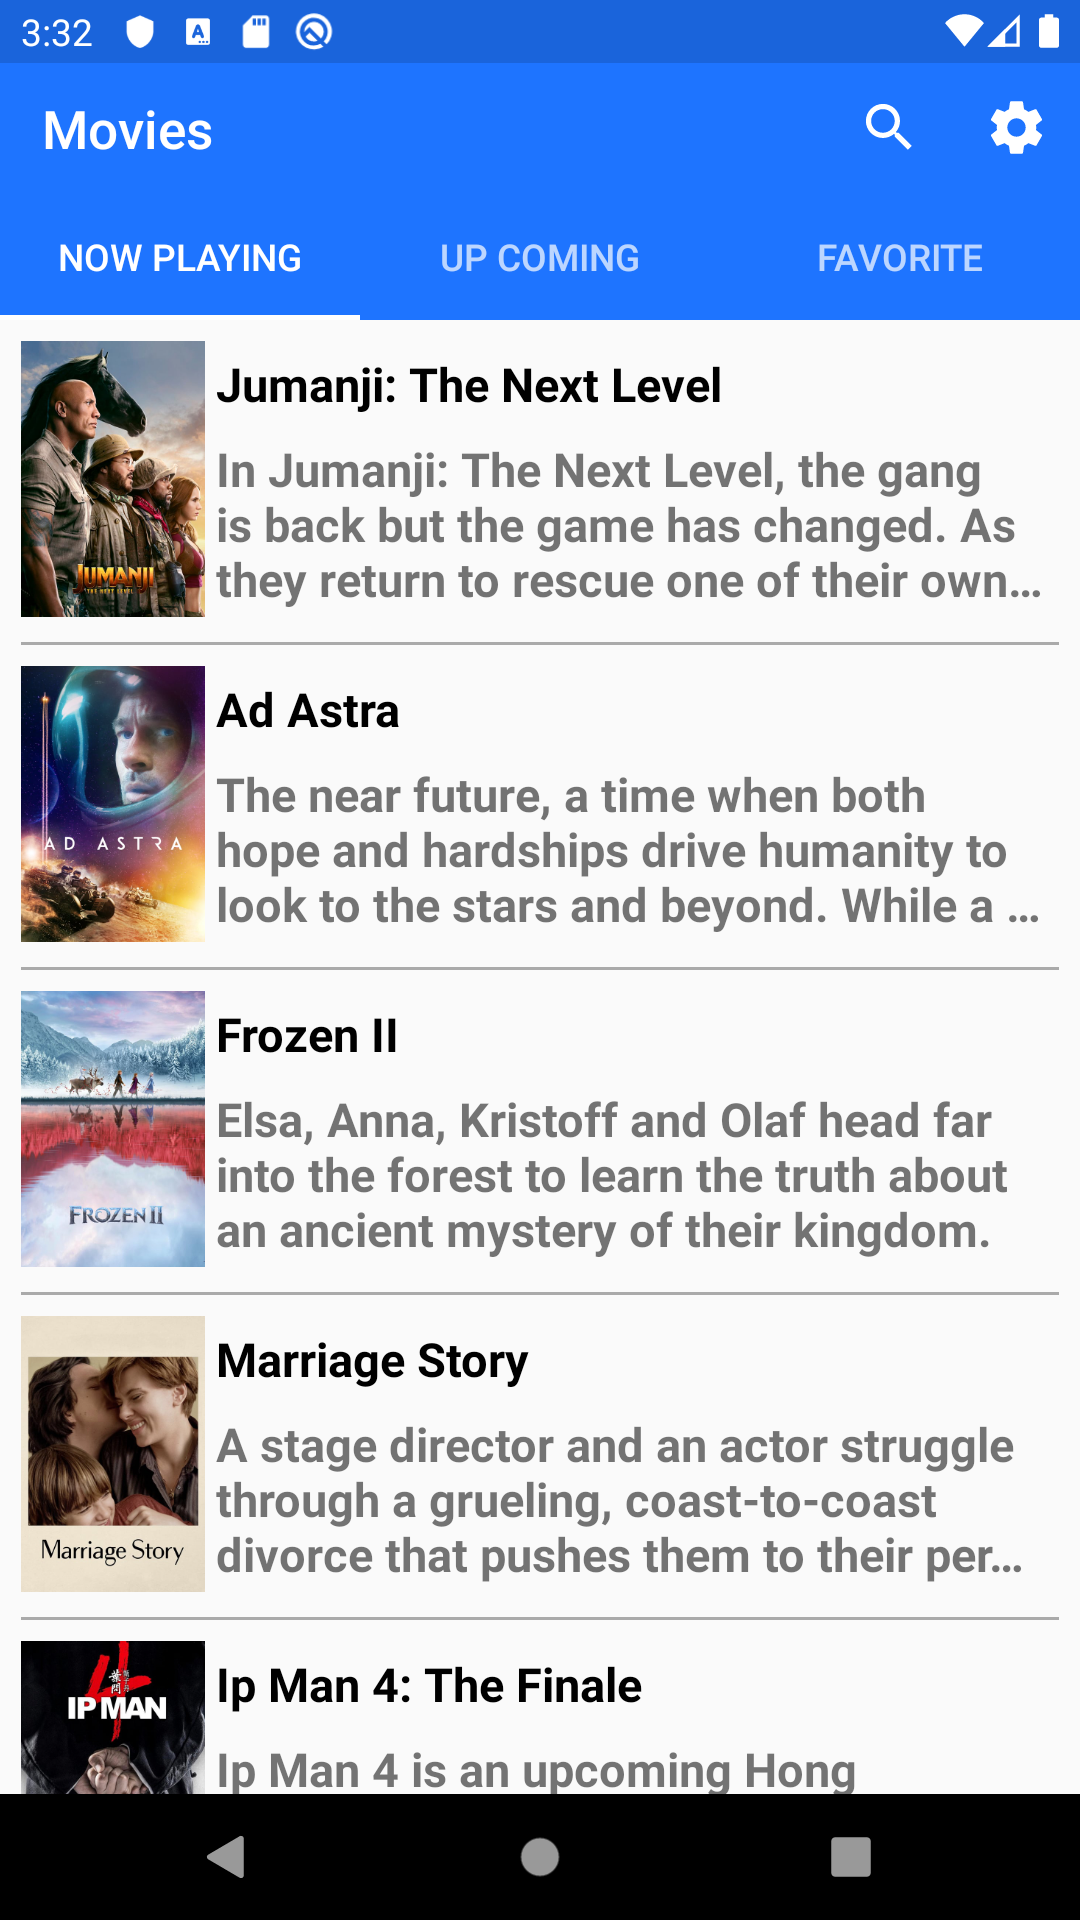 3:32
Movies
NOW PLAYING
UP COMING
FAVORITE
JUMANJI
THE NEXT LEVEL
Jumanji: The Next Level
In Jumanji: The Next Level, the gang
is back but the game has changed. As
they return to rescue one of their own…
AD ASTRA
Ad Astra
The near future, a time when both
hope and hardships drive humanity to
look to the stars and beyond. While a …
FROZEN II
Frozen II
Elsa, Anna, Kristoff and Olaf head far
into the forest to learn the truth about
an ancient mystery of their kingdom.
Marriage Story
Marriage Story
A stage director and an actor struggle
through a grueling, coast-to-coast
divorce that pushes them to their per…
4
葉問
IP MAN
Ip Man 4: The Finale
Ip Man 4 is an upcoming Hong